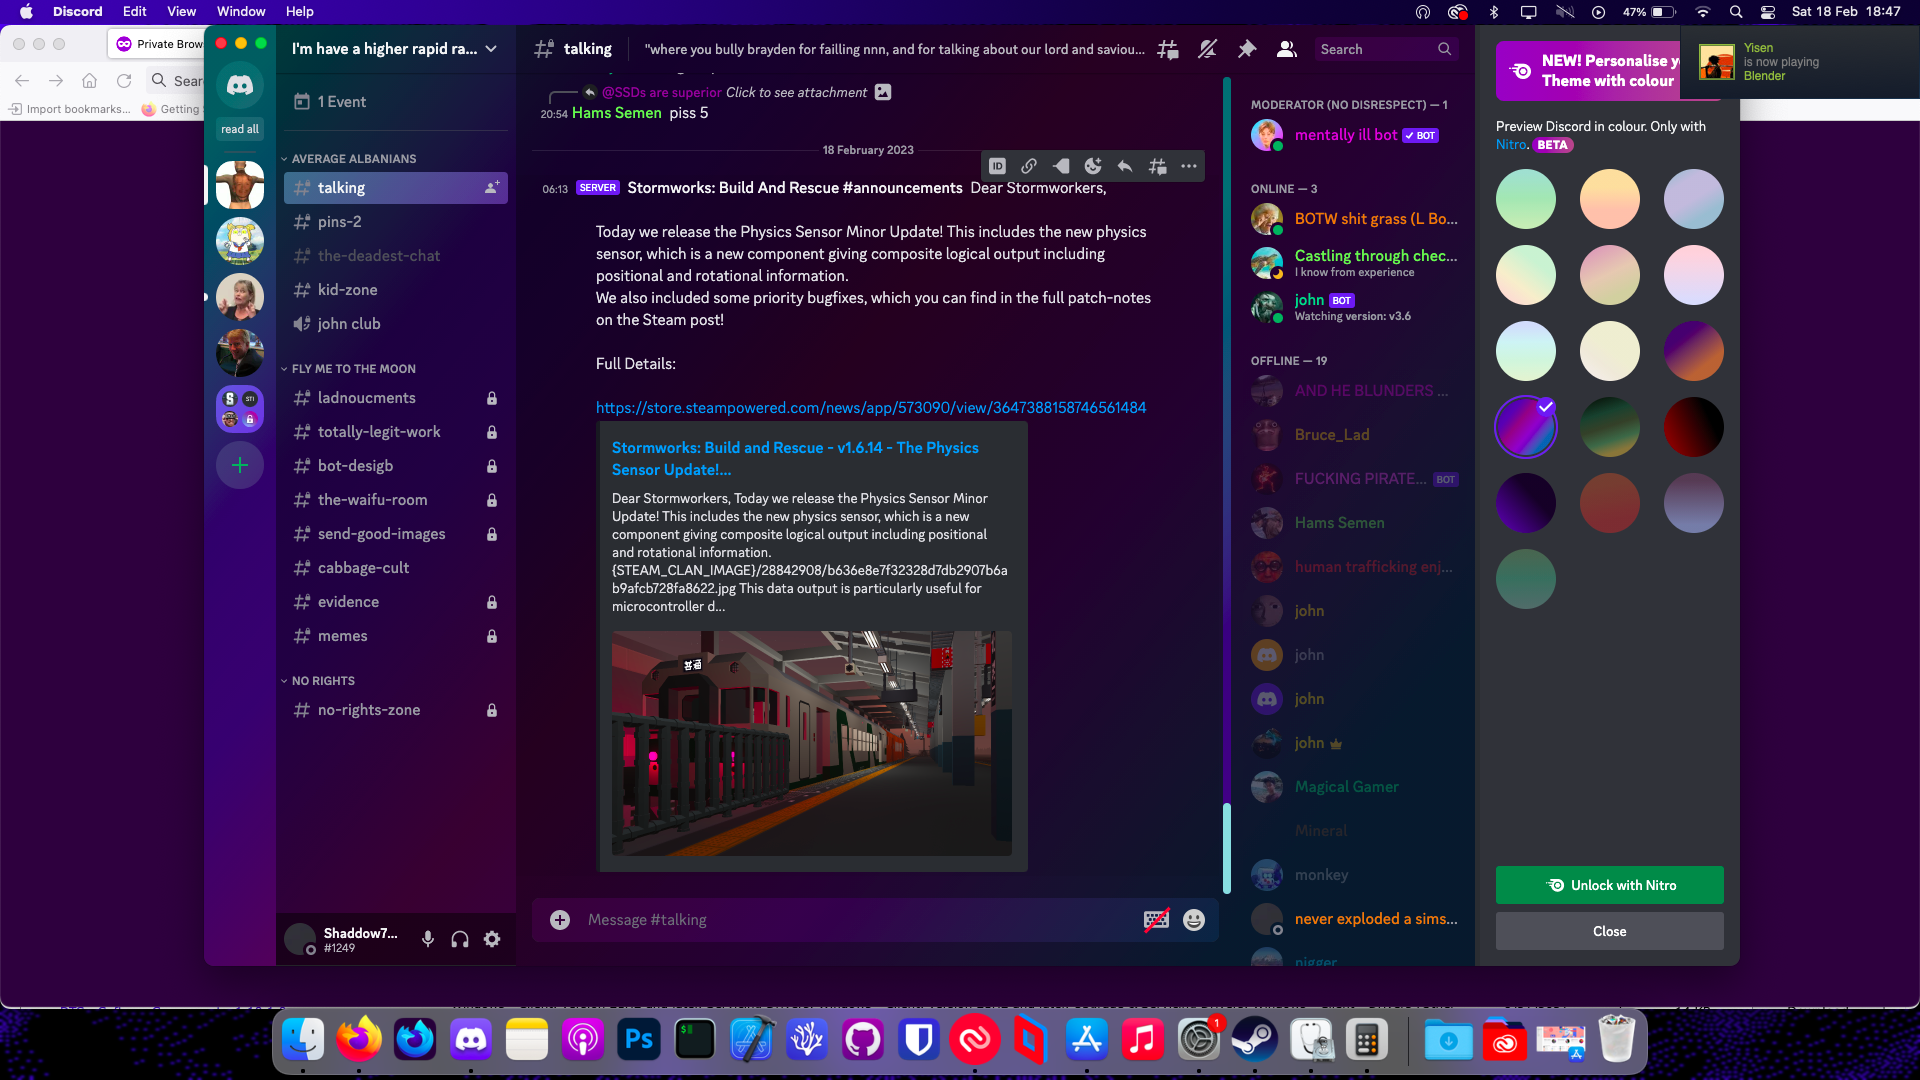 Discord Edit View Window Help
47% Sat 18 Feb 18:47
Private Brow
Sear
Import bookmarks... Getting
I'm have a higher rapid ra...
read all
1 Event
AVERAGE ALBANIANS
talking
pins-2
the-deadest-chat
kid-zone
john club
FLY ME TO THE MOON
ladnoucments
totally-legit-work
bot-desigb
the-waifu-room
send-good-images
cabbage-cult
evidence
memes
NO RIGHTS
no-rights-zone
Shaddow7...
#1249
talking
"where you bully brayden for failling nnn, and for talking about our lord and saviou...
Search
@SSDs are superior Click to see attachment
20:54 Hams Semen piss 5
18 February 2023
ID
06:13 SERVER Stormworks: Build And Rescue #announcements Dear Stormworkers,
Today we release the Physics Sensor Minor Update! This includes the new physics
sensor, which is a new component giving composite logical output including
positional and rotational information.
We also included some priority bugfixes, which you can find in the full patch-notes
on the Steam post!
Full Details:
https://store.steampowered.com/news/app/573090/view/3647388158746561484
Stormworks: Build and Rescue - v1.6.14 - The Physics
Sensor Update!...
Dear Stormworkers, Today we release the Physics Sensor Minor
Update! This includes the new physics sensor, which is a new
component giving composite logical output including positional
and rotational information.
{STEAM_CLAN_IMAGE}/28842908/b636e8e7f32328d7db2907b6a
b9afcb728fa8622.jpg This data output is particularly useful for
microcontroller d...
Message #talking
MODERATOR (NO DISRESPECT) — 1
mentally ill bot BOT
ONLINE — 3
BOTW shit grass (L Bo...
Castling through chec...
I know from experience
john BOT
Watching version: v3.6
OFFLINE — 19
AND HE BLUNDERS ...
Bruce_Lad
FUCKING PIRATE... BOT
Hams Semen
human trafficking enj...
john
john
john
john
Magical Gamer
Mineral
monkey
never exploded a sims...
nigger
NEW! Personalise yo
Theme with colour
Yisen
is now playing
Blender
Preview Discord in colour. Only with
Nitro. BETA
Unlock with Nitro
Close
Ps
$
1